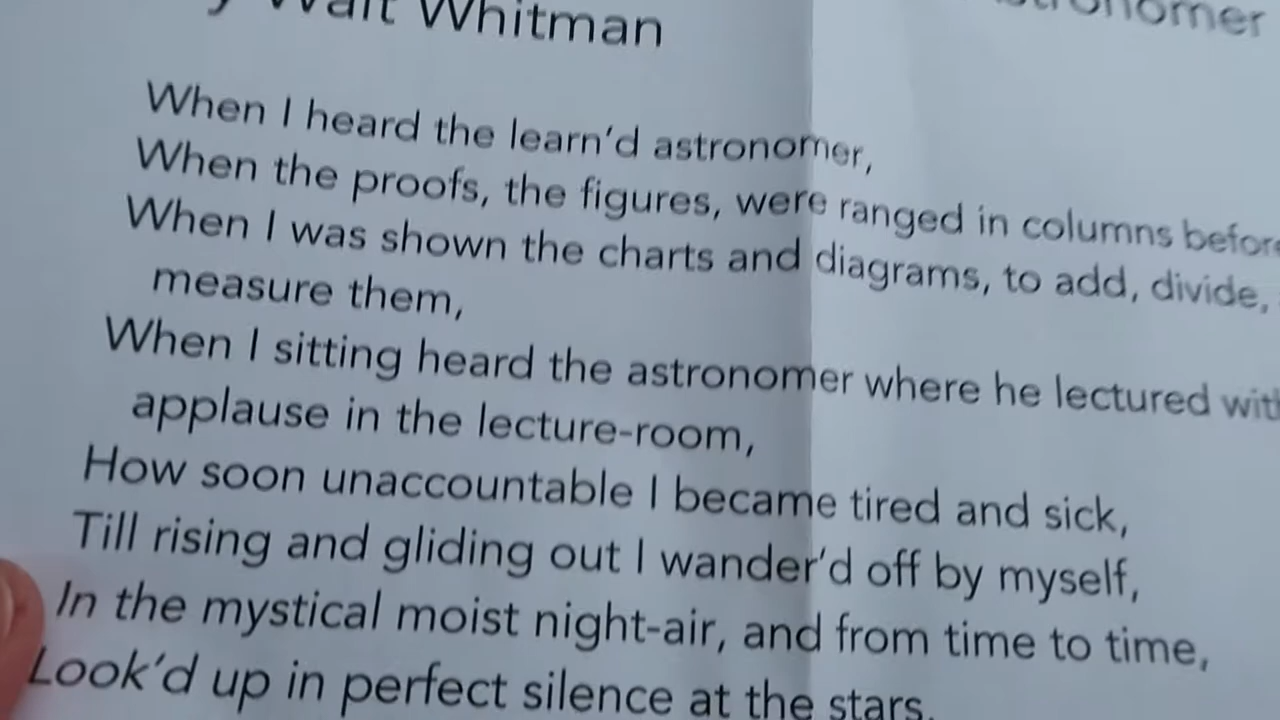 astronomer
by Walt Whitman
When I heard the learn'd astronomer,
When the proofs, the figures, were ranged in columns before
When I was shown the charts and diagrams, to add, divide,
measure them,
When I sitting heard the astronomer where he lectured with
applause in the lecture-room,
How soon unaccountable I became tired and sick,
Till rising and gliding out I wander'd off by myself,
In the mystical moist night-air, and from time to time,
Look'd up in perfect silence at the stars.